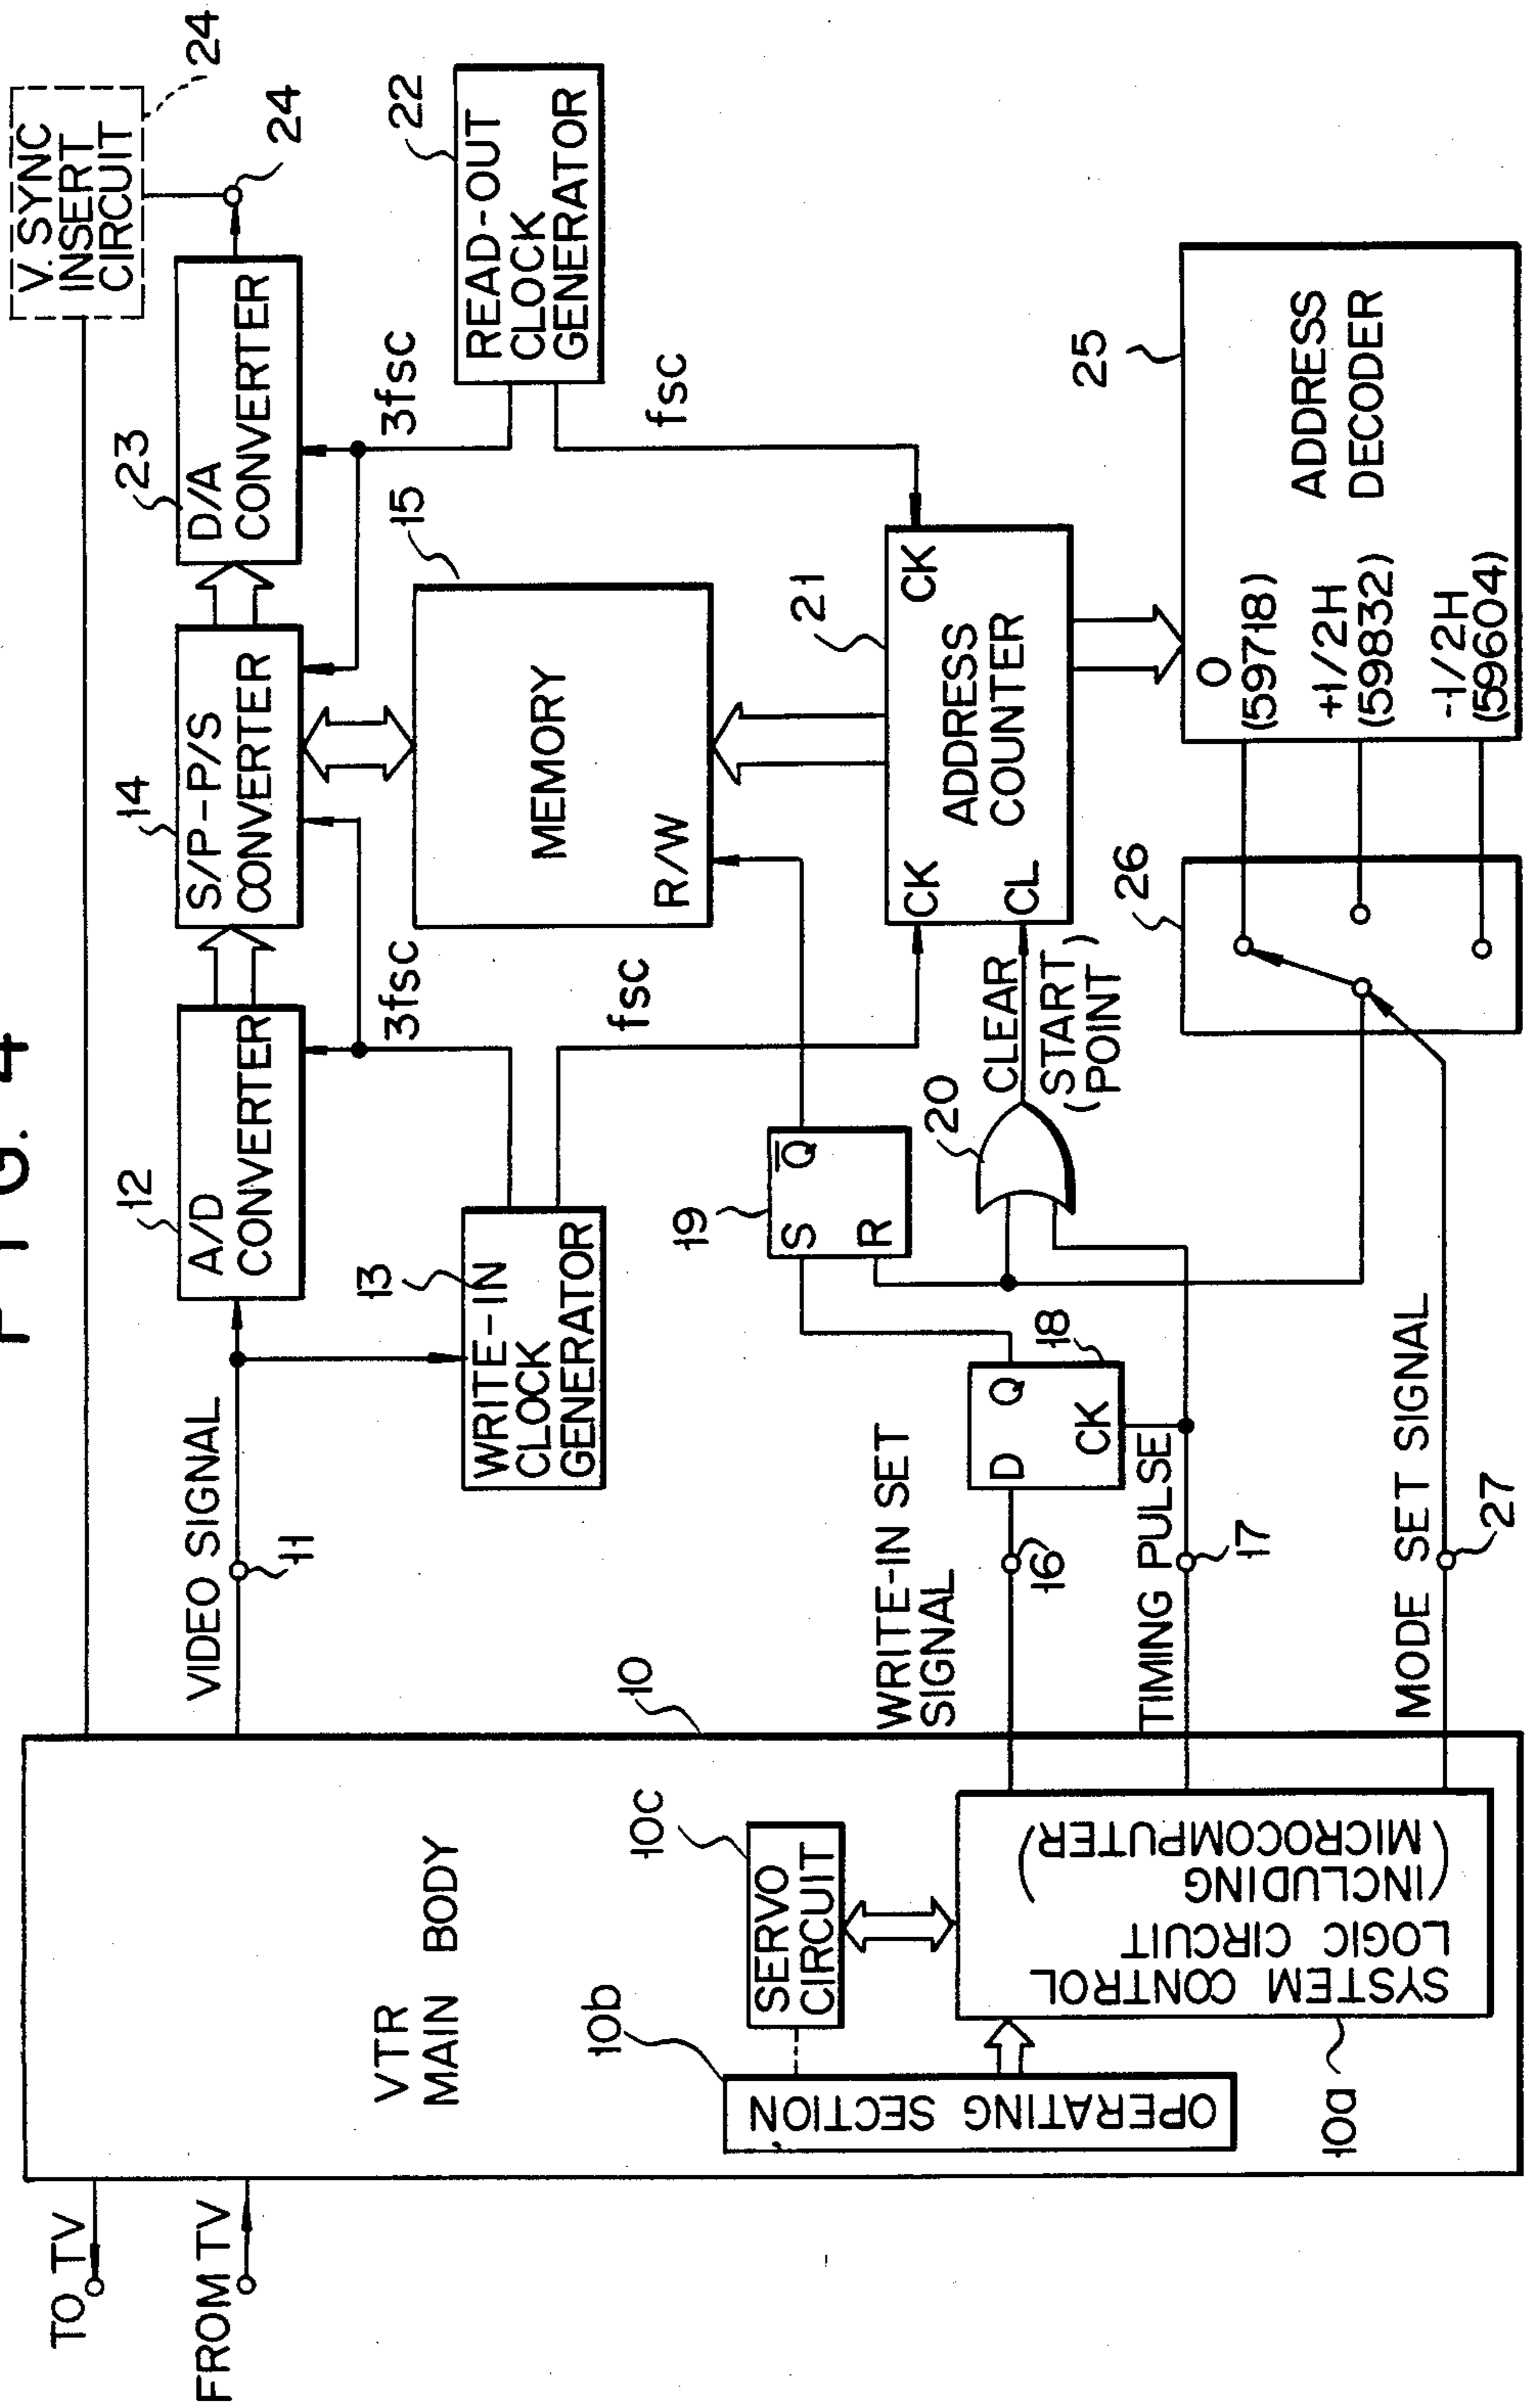 FIG. 4
TO TV
FROM TV
VTR
MAIN BODY
10
OPERATING SECTION
10b
SERVO
CIRCUIT
10c
SYSTEM CONTROL
LOGIC CIRCUIT
(INCLUDING
MICROCOMPUTER)
10a
VIDEO SIGNAL
11
A/D
CONVERTER
12
WRITE-IN
CLOCK
GENERATOR
13
3fsc
fsc
S/P-P/S
CONVERTER
14
MEMORY
R/W
15
D/A
CONVERTER
23
24
V. SYNC
INSERT
CIRCUIT
24
READ-OUT
CLOCK
GENERATOR
22
3fsc
fsc
WRITE-IN SET
SIGNAL
16
TIMING PULSE
17
MODE SET SIGNAL
27
D Q
CK
18
S Q̅
R
19
20
CLEAR
(START
POINT)
CK
CK
CL
ADDRESS
COUNTER
21
ADDRESS
DECODER
25
0
(59718)
+1/2H
(59832)
-1/2H
(59604)
26